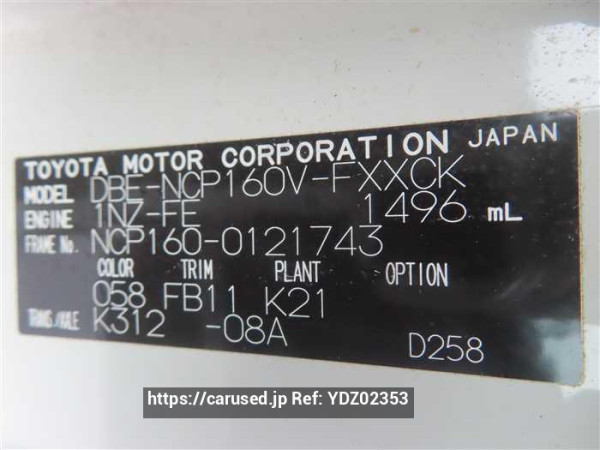 TOYOTA MOTOR CORPORATION JAPAN
MODEL DBE-NCP160V-FXXCK
ENGINE 1NZ-FE 1496 mL
FRAME No. NCP160-0121743
COLOR TRIM PLANT OPTION
058 FB11 K21
TRANS./AXLE K312 -08A
D258
https://carused.jp Ref: YDZ02353